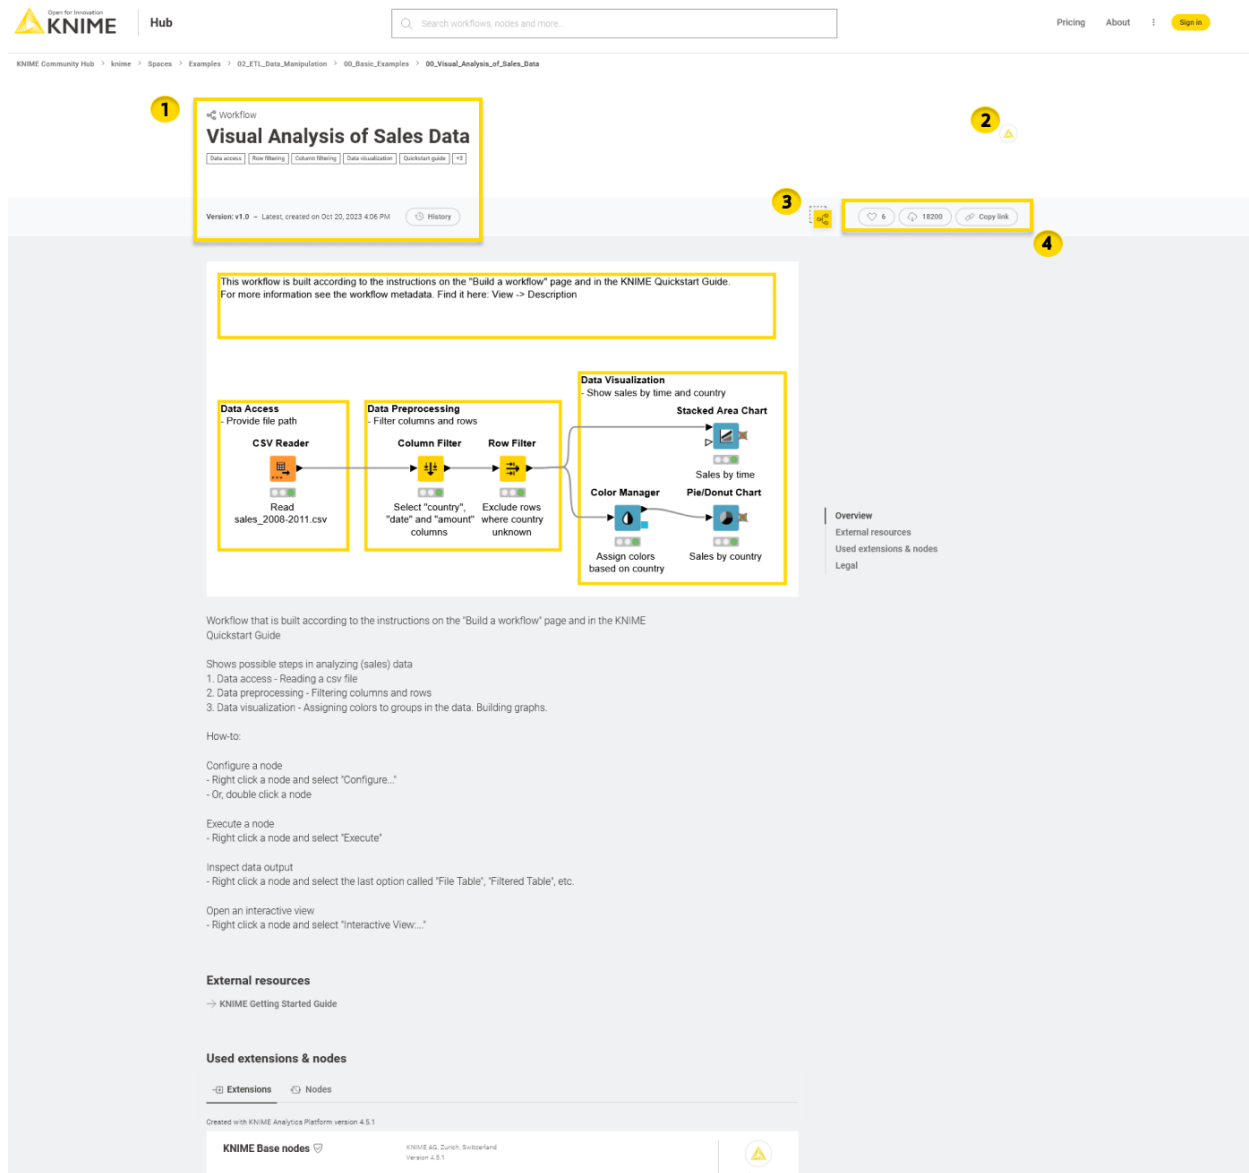 Open for Innovation
KNIME
Hub
Search workflows, nodes and more...
Pricing About Sign in
KNIME Community Hub > knime > Spaces > Examples > 02_ETL_Data_Manipulation > 00_Basic_Examples > 00_Visual_Analysis_of_Sales_Data
1
Workflow
Visual Analysis of Sales Data
Data access Row filtering Column filtering Data visualization Quickstart guide +3
2
Version: v1.0 – Latest, created on Oct 20, 2023 4:06 PM History
3
6 18200 Copy link
4
This workflow is built according to the instructions on the "Build a workflow" page and in the KNIME Quickstart Guide.
For more information see the workflow metadata. Find it here: View -> Description
Data Access
- Provide file path
CSV Reader
Read
sales_2008-2011.csv
Data Preprocessing
- Filter columns and rows
Column Filter
Select "country",
"date" and "amount"
columns
Row Filter
Exclude rows
where country
unknown
Data Visualization
- Show sales by time and country
Stacked Area Chart
Sales by time
Color Manager
Assign colors
based on country
Pie/Donut Chart
Sales by country
Overview
External resources
Used extensions & nodes
Legal
Workflow that is built according to the instructions on the "Build a workflow" page and in the KNIME
Quickstart Guide
Shows possible steps in analyzing (sales) data
1. Data access - Reading a csv file
2. Data preprocessing - Filtering columns and rows
3. Data visualization - Assigning colors to groups in the data. Building graphs.
How-to:
Configure a node
- Right click a node and select "Configure..."
- Or, double click a node
Execute a node
- Right click a node and select "Execute"
Inspect data output
- Right click a node and select the last option called "File Table", "Filtered Table", etc.
Open an interactive view
- Right click a node and select "Interactive View:..."
External resources
→ KNIME Getting Started Guide
Used extensions & nodes
Extensions Nodes
Created with KNIME Analytics Platform version 4.5.1
KNIME Base nodes
KNIME AG, Zurich, Switzerland
Version 4.5.1